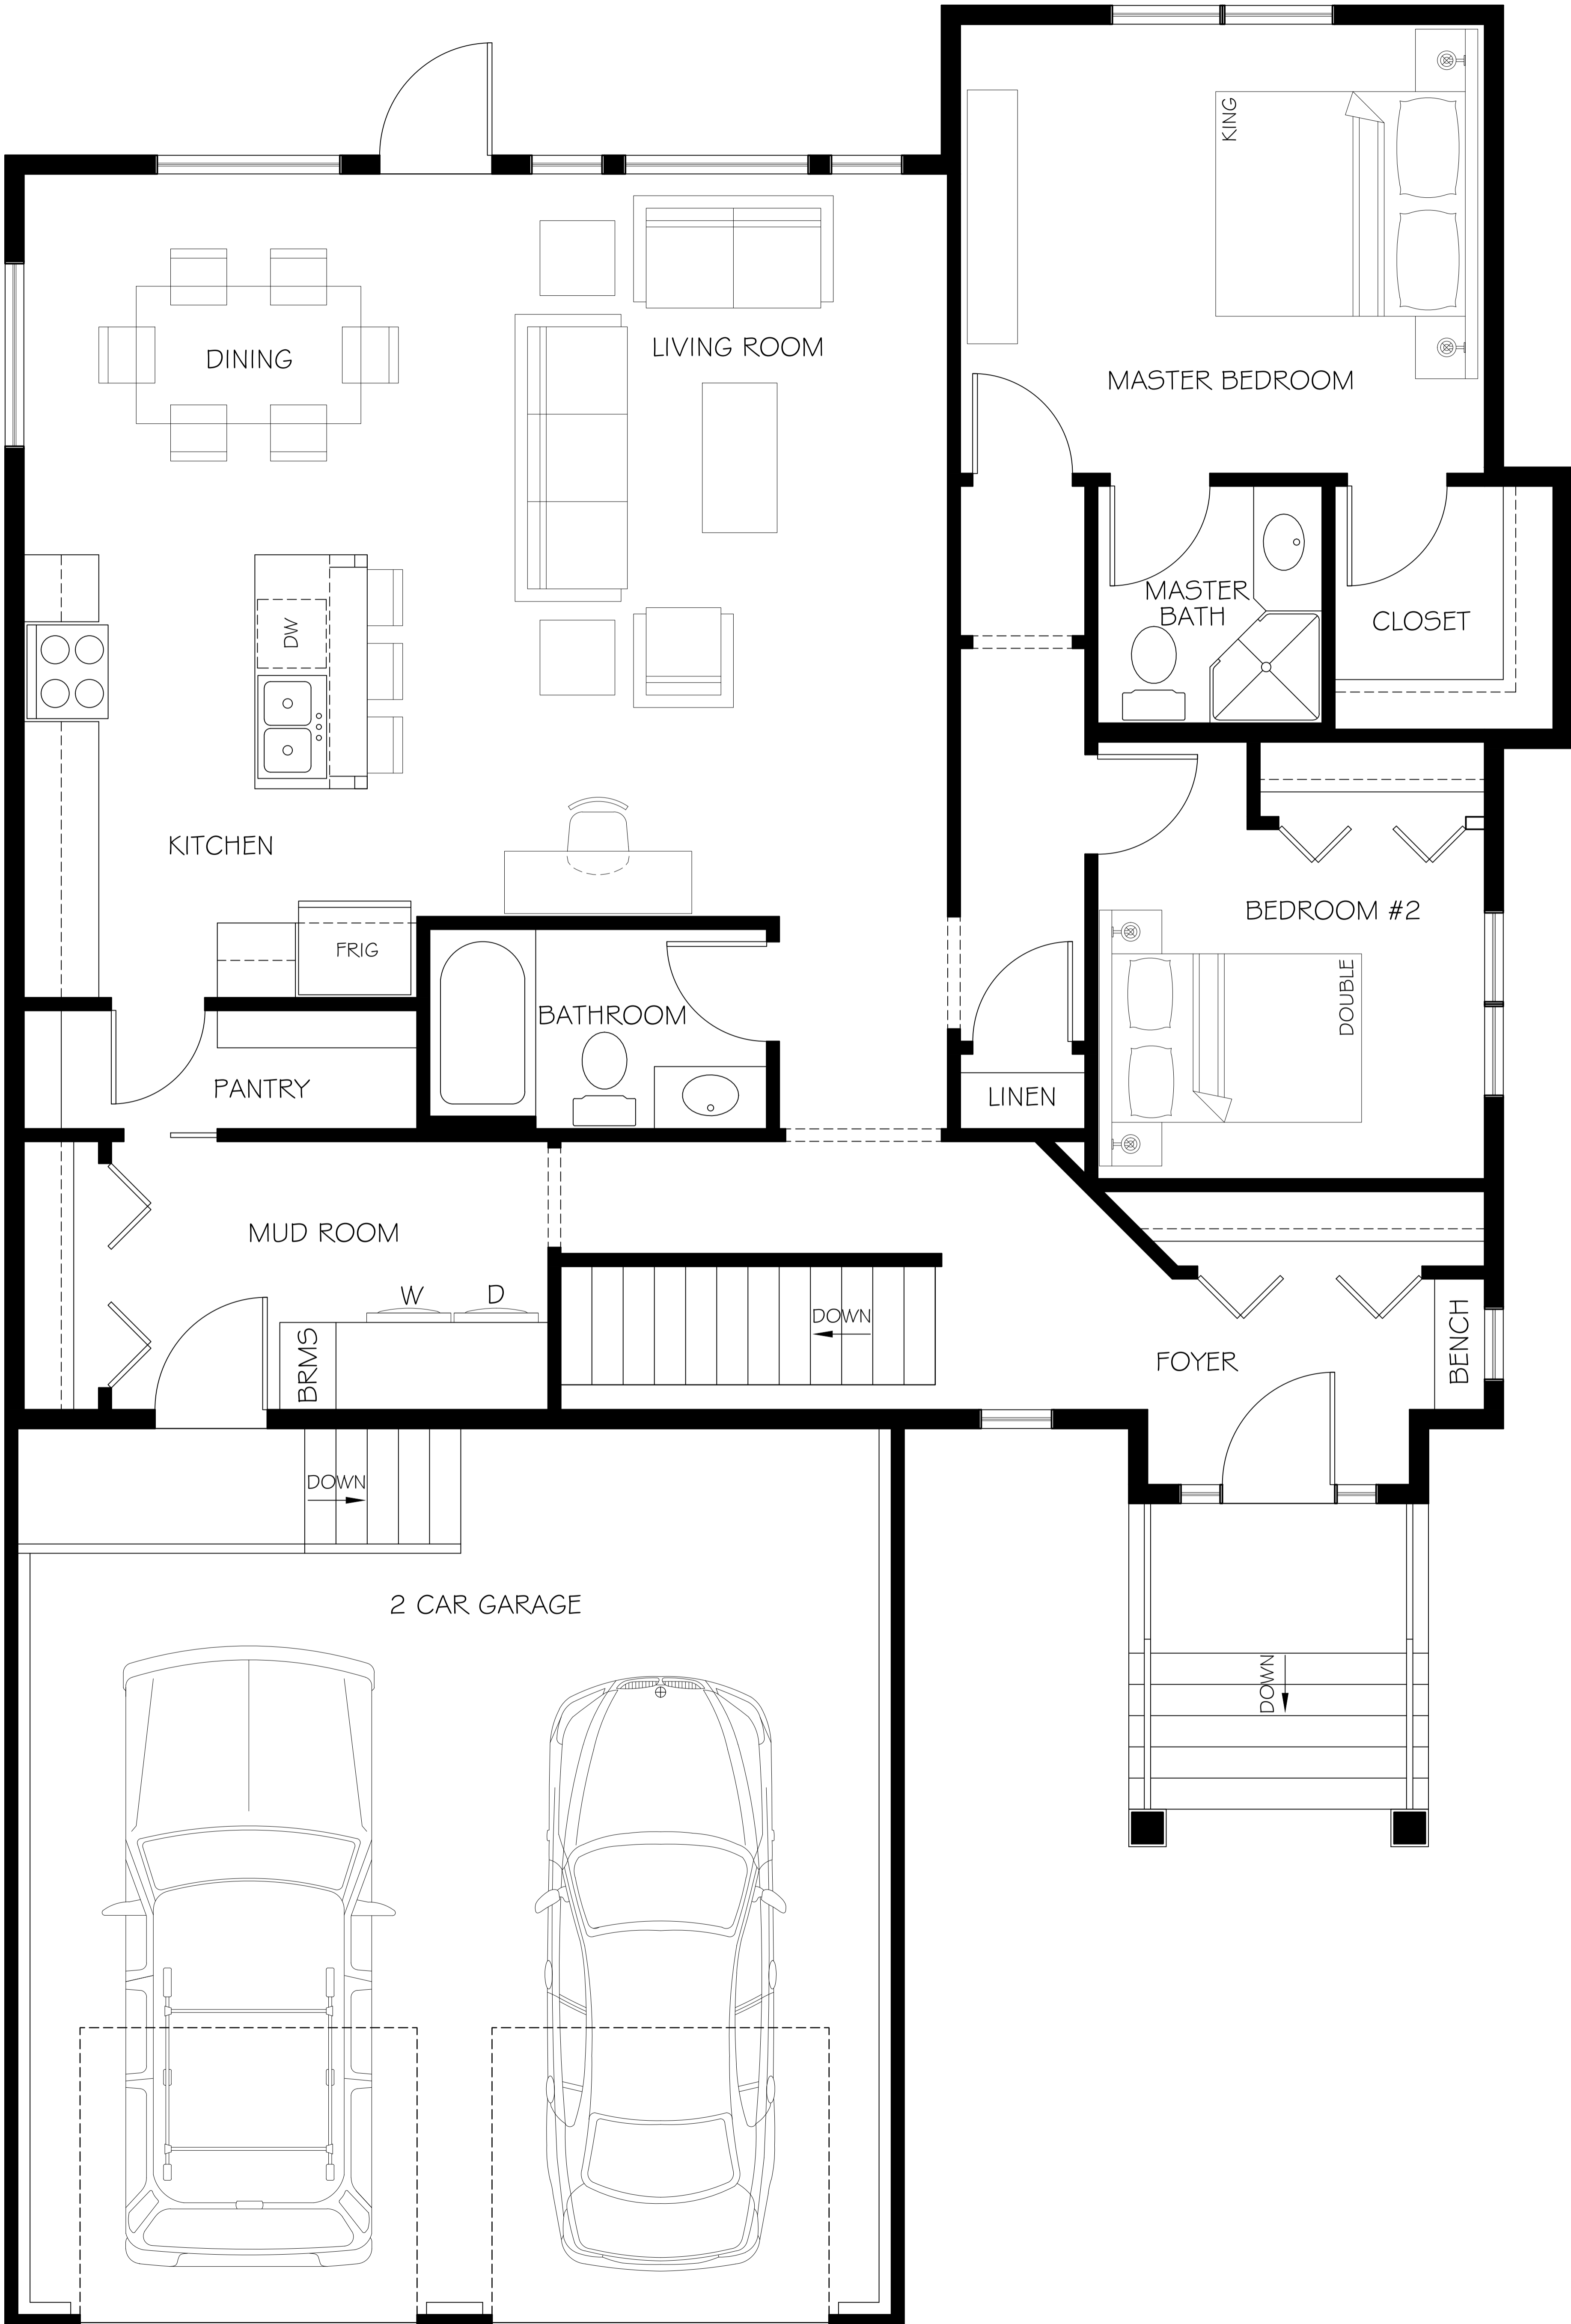 KING
DINING
LIVING ROOM
MASTER BEDROOM
MASTER
BATH
CLOSET
DW
KITCHEN
BEDROOM #2
FRIG
DOUBLE
BATHROOM
PANTRY
LINEN
MUD ROOM
W
D
BRMS
DOWN
FOYER
BENCH
DOWN
2 CAR GARAGE
DOWN